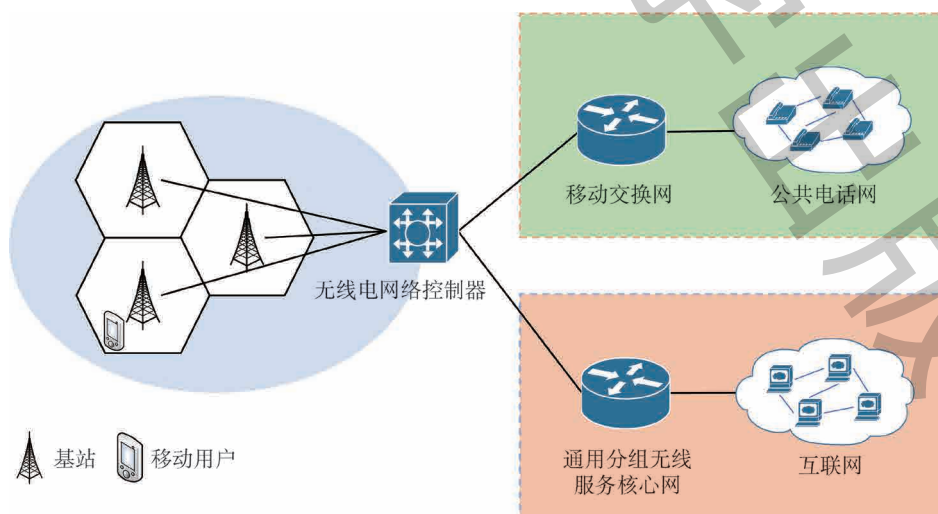 移动交换网
公共电话网
无线电网络控制器
通用分组无线
服务核心网
互联网
基站
移动用户